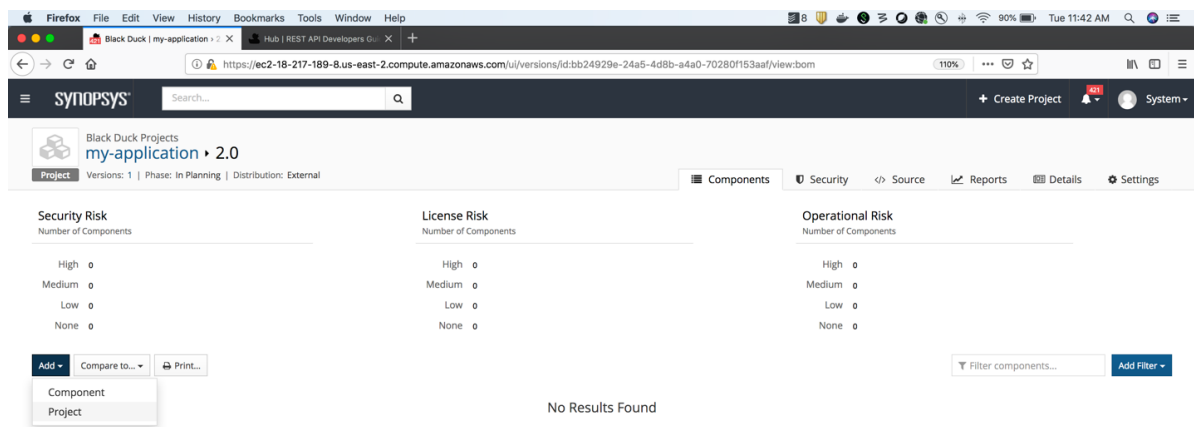 Firefox File Edit View History Bookmarks Tools Window Help 8 90% Tue 11:42 AM
Black Duck | my-application › 2. Hub | REST API Developers Gui
https://ec2-18-217-189-8.us-east-2.compute.amazonaws.com/ui/versions/id:bb24929e-24a5-4d8b-a4a0-70280f153aaf/view:bom 110%
SYNOPSYS® Search... + Create Project 421 System
Black Duck Projects
my-application 2.0
Project Versions: 1 | Phase: In Planning | Distribution: External
Components Security </> Source Reports Details Settings
Security Risk License Risk Operational Risk
Number of Components Number of Components Number of Components
High 0 High 0 High 0
Medium 0 Medium 0 Medium 0
Low 0 Low 0 Low 0
None 0 None 0 None 0
Add Compare to... Print... Filter components... Add Filter
Component
Project
No Results Found